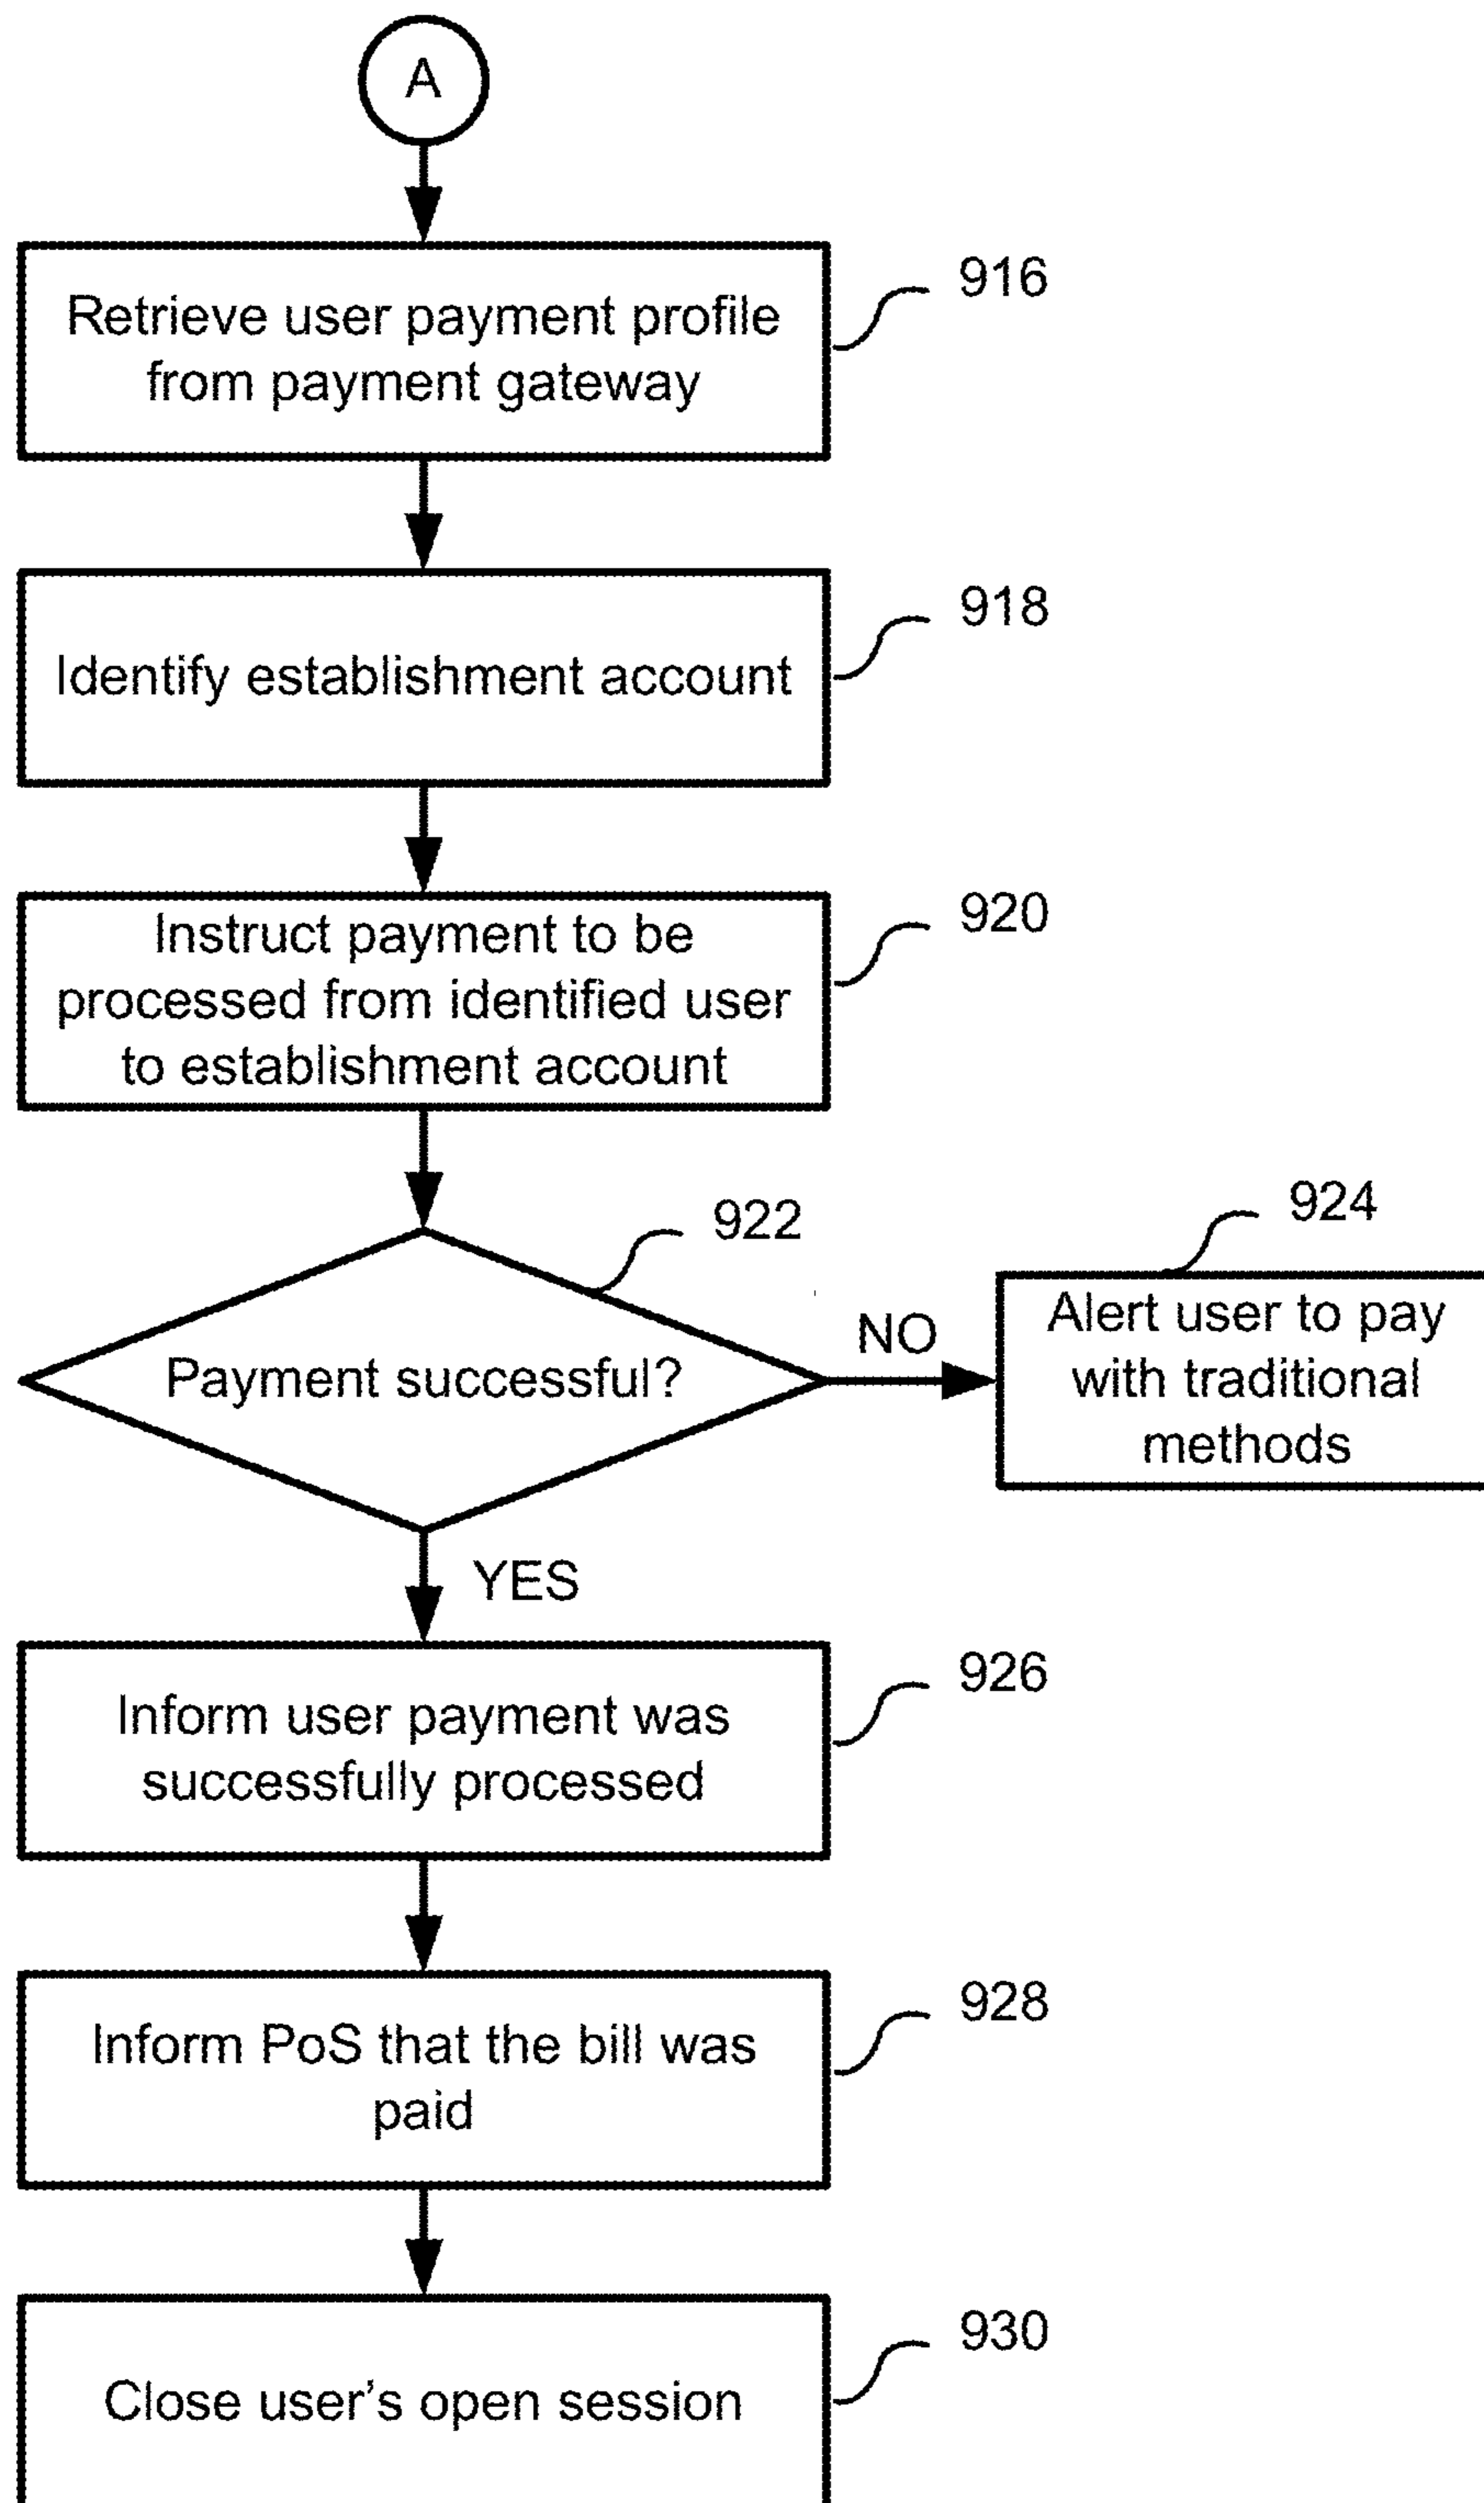 A
Retrieve user payment profile
from payment gateway
916
Identify establishment account
918
Instruct payment to be
processed from identified user
to establishment account
920
Payment successful?
922
NO
Alert user to pay
with traditional
methods
924
YES
Inform user payment was
successfully processed
926
Inform PoS that the bill was
paid
928
Close user's open session
930